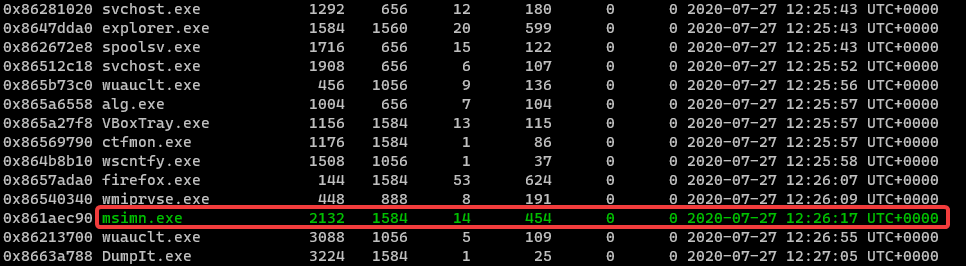 0x86281020 svchost.exe 1292 656 12 180 0 0 2020-07-27 12:25:43 UTC+0000
0x8647dda0 explorer.exe 1584 1560 20 599 0 0 2020-07-27 12:25:43 UTC+0000
0x862672e8 spoolsv.exe 1716 656 15 122 0 0 2020-07-27 12:25:43 UTC+0000
0x86512c18 svchost.exe 1908 656 6 107 0 0 2020-07-27 12:25:52 UTC+0000
0x865b73c0 wuauclt.exe 456 1056 9 136 0 0 2020-07-27 12:25:56 UTC+0000
0x865a6558 alg.exe 1004 656 7 104 0 0 2020-07-27 12:25:57 UTC+0000
0x865a27f8 VBoxTray.exe 1156 1584 13 115 0 0 2020-07-27 12:25:57 UTC+0000
0x86569790 ctfmon.exe 1176 1584 1 86 0 0 2020-07-27 12:25:57 UTC+0000
0x864b8b10 wscntfy.exe 1508 1056 1 37 0 0 2020-07-27 12:25:58 UTC+0000
0x8657ada0 firefox.exe 144 1584 53 624 0 0 2020-07-27 12:26:07 UTC+0000
0x86540340 wmiprvse.exe 448 888 8 191 0 0 2020-07-27 12:26:09 UTC+0000
0x861aec90 msimn.exe 2132 1584 14 454 0 0 2020-07-27 12:26:17 UTC+0000
0x86213700 wuauclt.exe 3088 1056 5 109 0 0 2020-07-27 12:26:55 UTC+0000
0x8663a788 DumpIt.exe 3224 1584 1 25 0 0 2020-07-27 12:27:05 UTC+0000